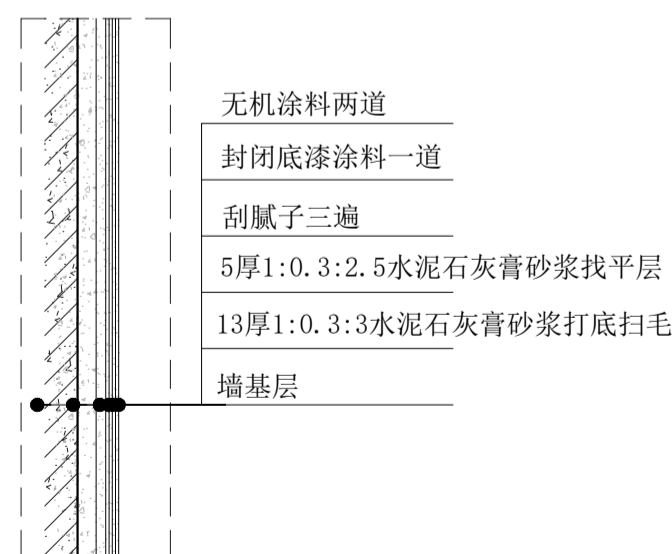 无机涂料两道
封闭底漆涂料一道
刮腻子三遍
5厚1:0.3:2.5水泥石灰膏砂浆找平层
13厚1:0.3:3水泥石灰膏砂浆打底扫毛
墙基层